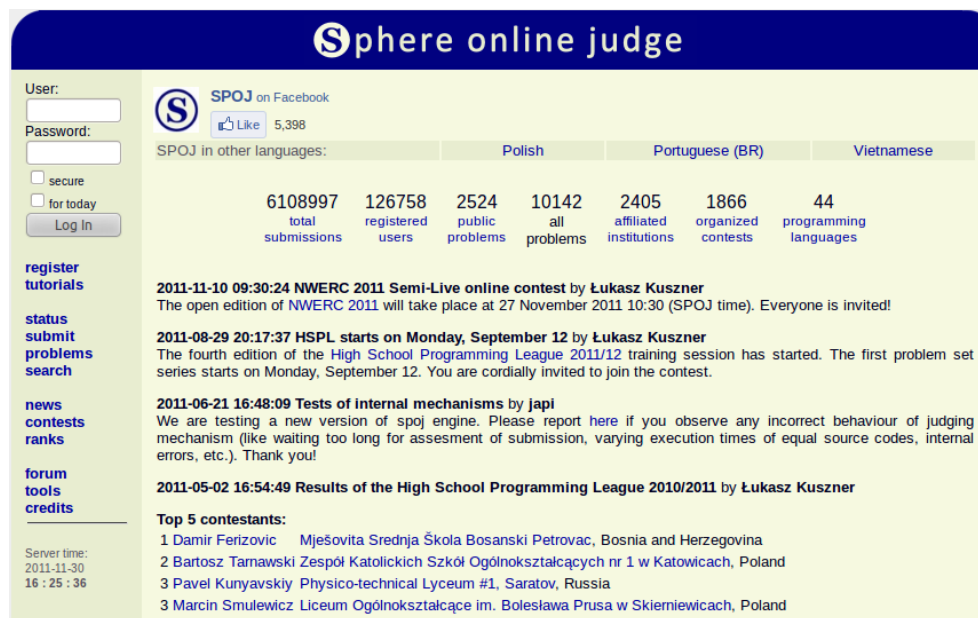 Sphere online judge
User:
Password:
secure
for today
Log In
register
tutorials
status
submit
problems
search
news
contests
ranks
forum
tools
credits
Server time:
2011-11-30
16 : 25 : 36
S
SPOJ on Facebook
Like 5,398
SPOJ in other languages: Polish Portuguese (BR) Vietnamese
6108997 126758 2524 10142 2405 1866 44
total registered public all affiliated organized programming
submissions users problems problems institutions contests languages
2011-11-10 09:30:24 NWERC 2011 Semi-Live online contest by Łukasz Kuszner
The open edition of NWERC 2011 will take place at 27 November 2011 10:30 (SPOJ time). Everyone is invited!
2011-08-29 20:17:37 HSPL starts on Monday, September 12 by Łukasz Kuszner
The fourth edition of the High School Programming League 2011/12 training session has started. The first problem set
series starts on Monday, September 12. You are cordially invited to join the contest.
2011-06-21 16:48:09 Tests of internal mechanisms by japi
We are testing a new version of spoj engine. Please report here if you observe any incorrect behaviour of judging
mechanism (like waiting too long for assesment of submission, varying execution times of equal source codes, internal
errors, etc.). Thank you!
2011-05-02 16:54:49 Results of the High School Programming League 2010/2011 by Łukasz Kuszner
Top 5 contestants:
1 Damir Ferizovic Mješovita Srednja Škola Bosanski Petrovac, Bosnia and Herzegovina
2 Bartosz Tarnawski Zespół Katolickich Szkół Ogólnokształcących nr 1 w Katowicach, Poland
3 Pavel Kunyavskiy Physico-technical Lyceum #1, Saratov, Russia
3 Marcin Smulewicz Liceum Ogólnokształcące im. Bolesława Prusa w Skierniewicach, Poland